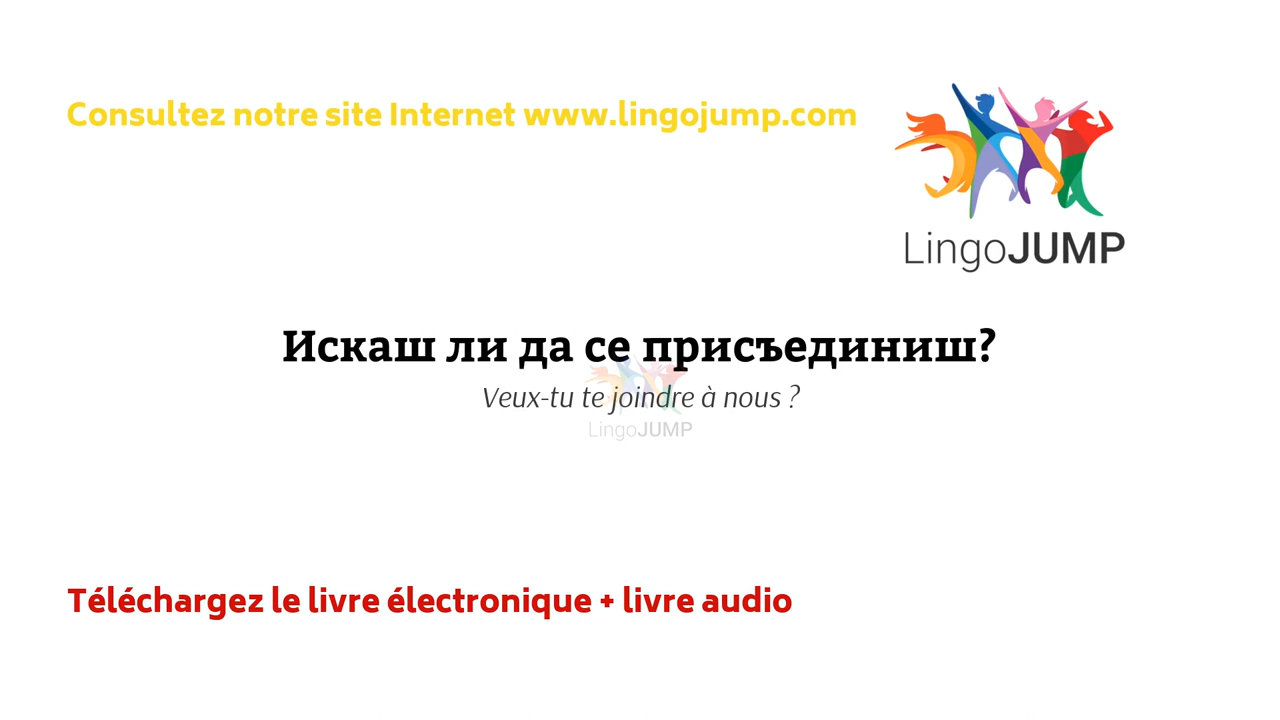 Consultez notre site Internet www.lingojump.com
LingoJUMP
Искаш ли да се присъединиш?
Veux-tu te joindre à nous ?
LingoJUMP
Téléchargez le livre électronique + livre audio